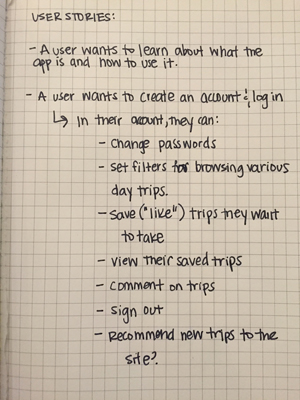 USER STORIES:
- A user wants to learn about what the
app is and how to use it.
- A user wants to create an account & log in
↳ In their account, they can:
- Change passwords
- Set filters for browsing various
day trips.
- Save ("like") trips they want
to take
- View their saved trips
- comment on trips
- Sign out
- Recommend new trips to the
site?